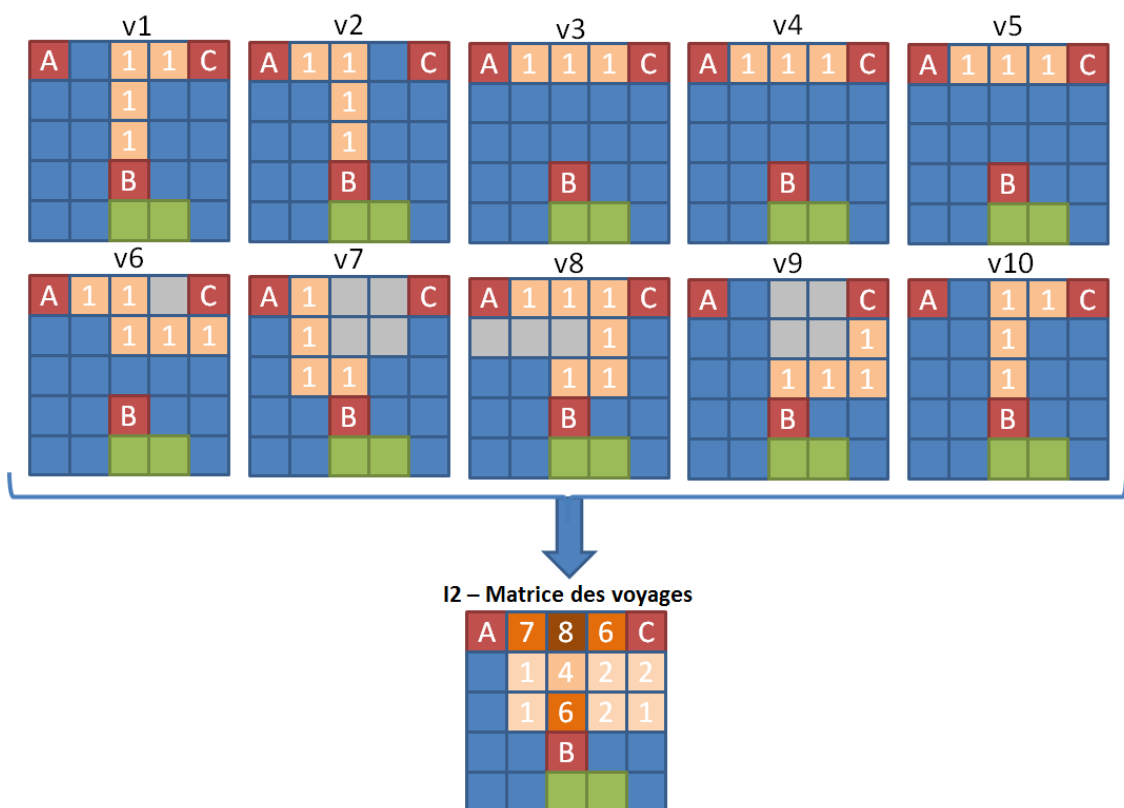 v1 v2 v3 v4 v5
A 1 1 C A 1 1 C A 1 1 1 C A 1 1 1 C A 1 1 1 C
1 1
1 1
B B B B B
v6 v7 v8 v9 v10
A 1 1 C A 1 C A 1 1 1 C A C A 1 1 C
1 1 1 1 1 1 1
1 1 1 1 1 1 1 1
B B B B B
I2 – Matrice des voyages
A 7 8 6 C
1 4 2 2
1 6 2 1
B